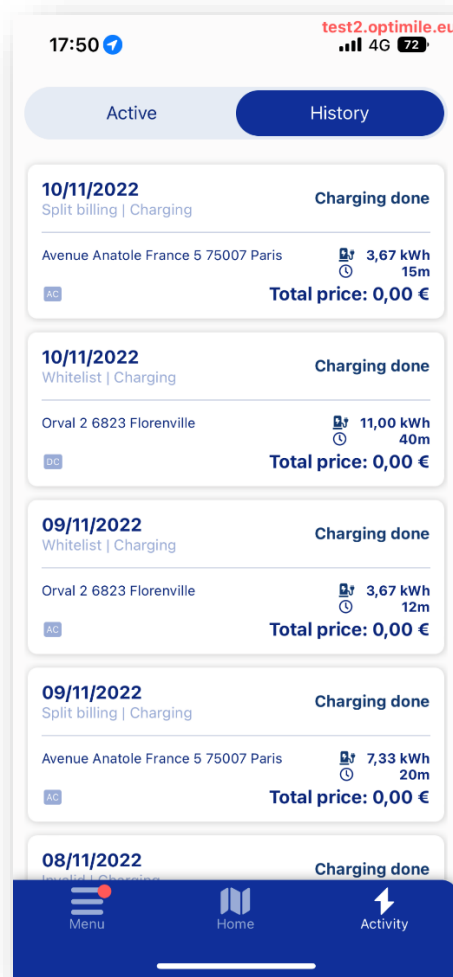 test2.optimile.eu
17:50 4G 72
Active History
10/11/2022
Charging done
Split billing | Charging
Avenue Anatole France 5 75007 Paris 3,67 kWh
15m
AC Total price: 0,00 €
10/11/2022
Charging done
Whitelist | Charging
Orval 2 6823 Florenville 11,00 kWh
40m
DC Total price: 0,00 €
09/11/2022
Charging done
Whitelist | Charging
Orval 2 6823 Florenville 3,67 kWh
12m
AC Total price: 0,00 €
09/11/2022
Charging done
Split billing | Charging
Avenue Anatole France 5 75007 Paris 7,33 kWh
20m
AC Total price: 0,00 €
08/11/2022
Charging done
Invalid | Charging
Menu Home Activity